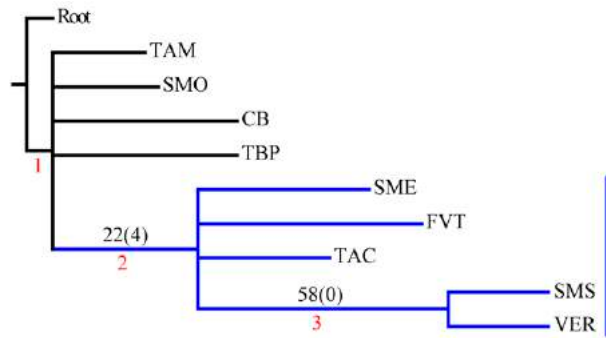 Root
TAM
SMO
CB
1
TBP
SME
22(4)
FVT
2
TAC
58(0)
SMS
3
VER